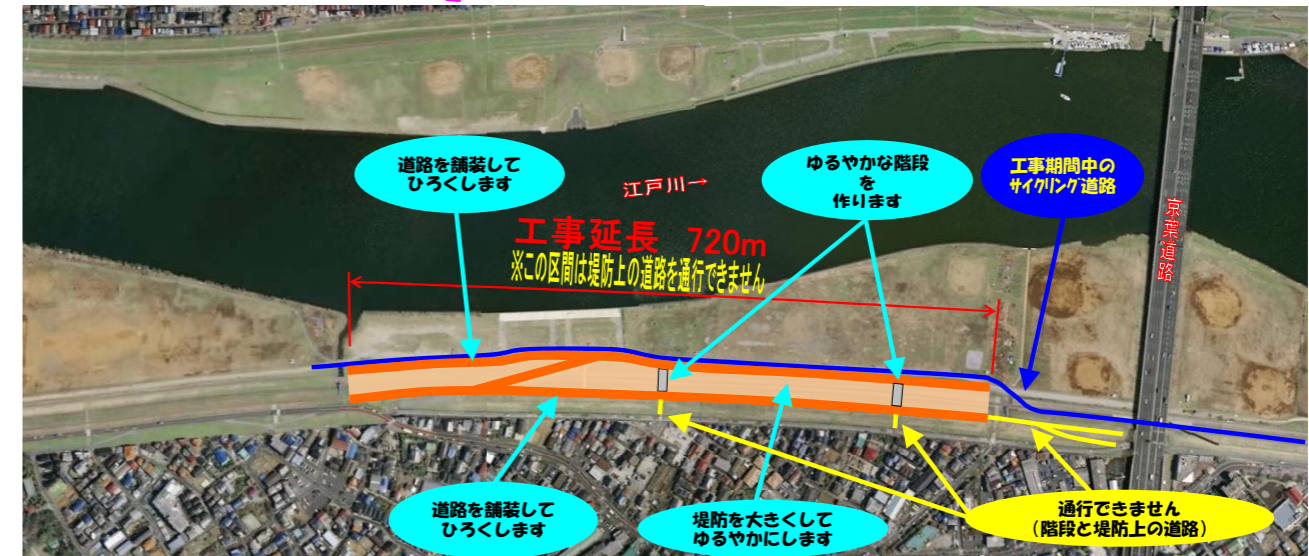 道路を舗装して
ひろくします
江戸川→
ゆるやかな階段
を
作ります
工事期間中の
サイクリング道路
京葉道路
工事延長 720m
※この区間は堤防上の道路を通行できません
道路を舗装して
ひろくします
堤防を大きくして
ゆるやかにします
通行できません
(階段と堤防上の道路)